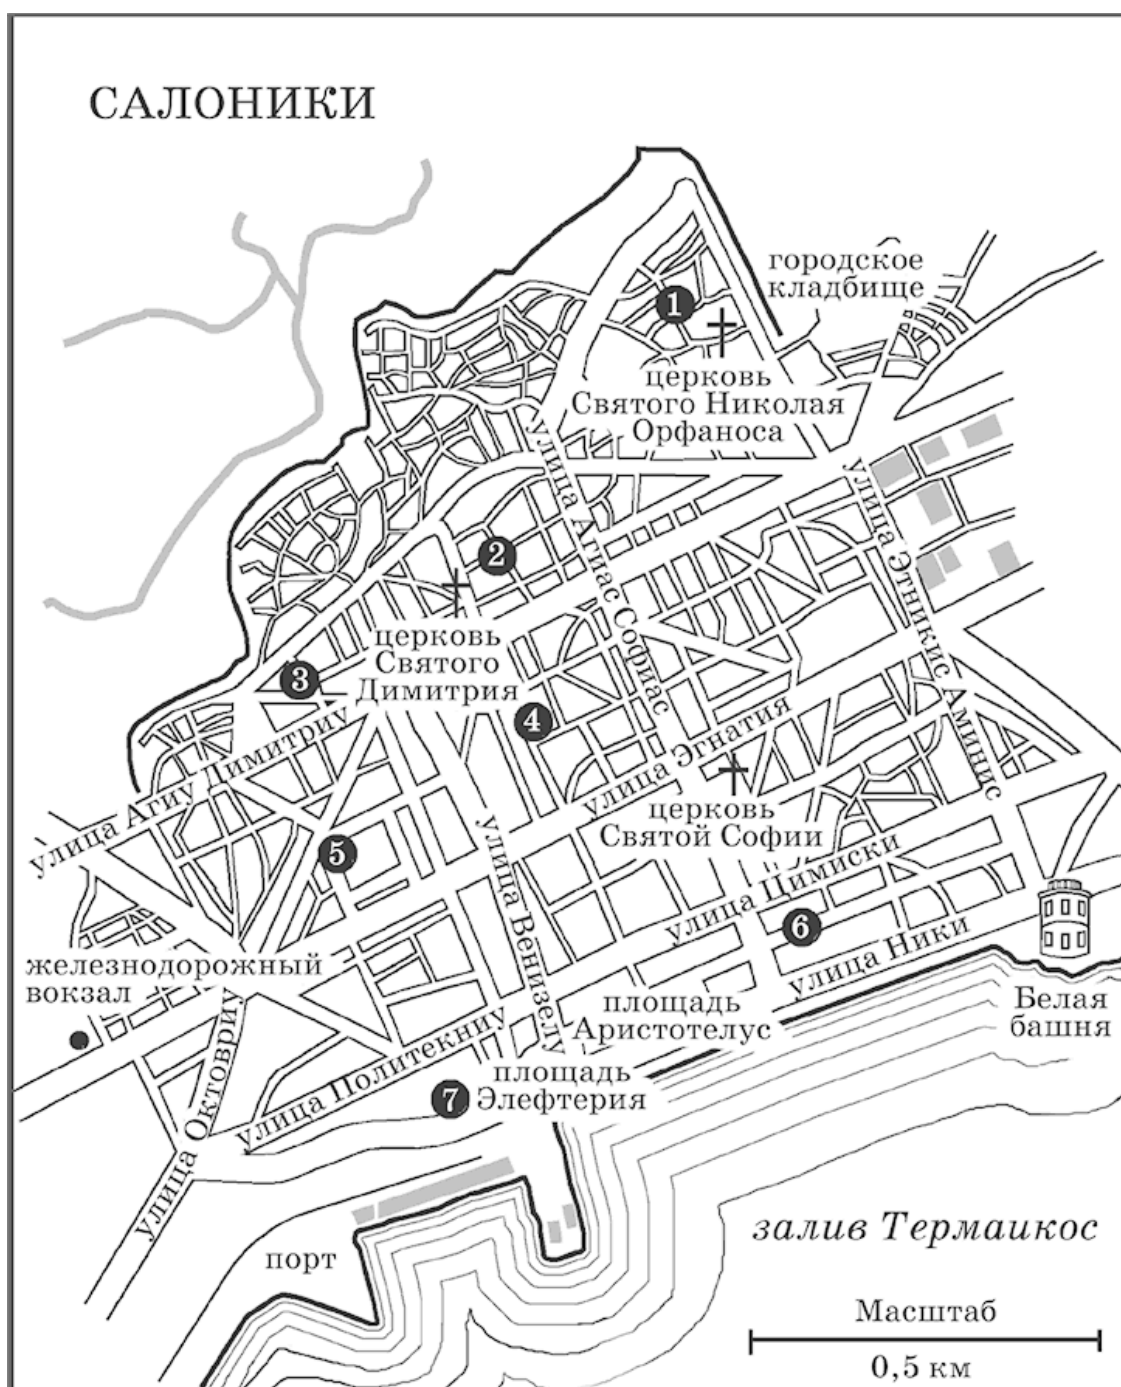 САЛОНИКИ
городское
кладбище
1
церковь
Святого Николая
Орфаноса
улица Агиас Софиас
улица Этникис Аминис
2
церковь
Святого
Димитрия
3
4
улица Агиу Димитриу
улица Эгнатия
церковь
Святой Софии
5
улица Венизелу
улица Цимиски
6
улица Ники
железнодорожный
вокзал
площадь
Аристотелус
Белая
башня
улица Октовриу
улица Политекниу
площадь
Элефтерия
7
порт
залив Термаикос
Масштаб
0,5 км